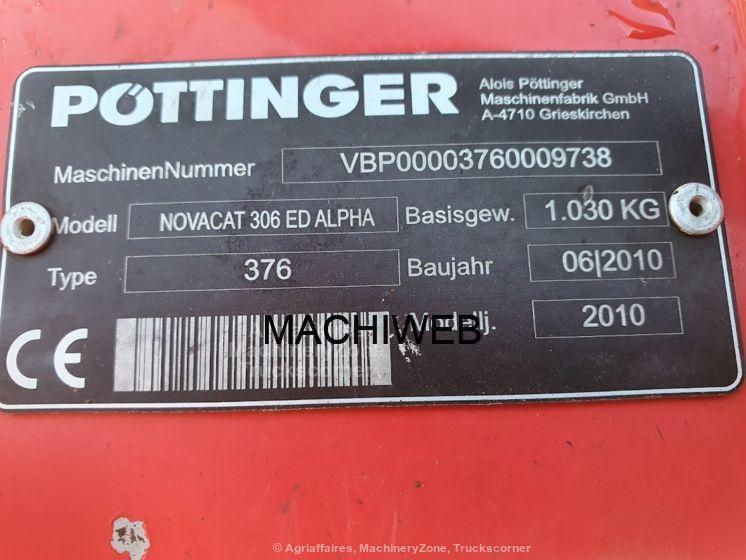 PÖTTINGER
Alois Pöttinger
Maschinenfabrik GmbH
A-4710 Grieskirchen
MaschinenNummer VBP00003760009738
Modell NOVACAT 306 ED ALPHA Basisgew. 1.030 KG
Type 376 Baujahr 06|2010
2010
CE
MACHIWEB
Truckscorner
© Agriaffaires, MachineryZone, Truckscorner